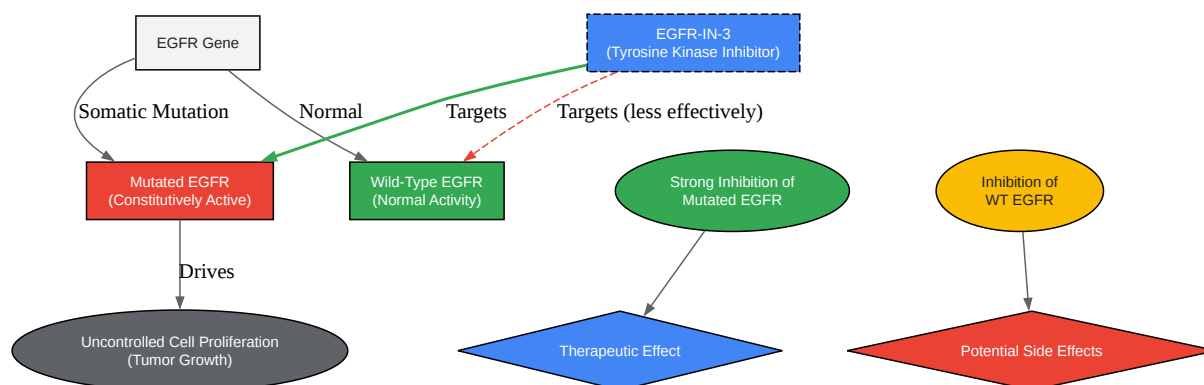 EGFR Gene
EGFR-IN-3
(Tyrosine Kinase Inhibitor)
Somatic Mutation
Normal
Targets
Targets (less effectively)
Mutated EGFR
(Constitutively Active)
Wild-Type EGFR
(Normal Activity)
Strong Inhibition of
Mutated EGFR
Inhibition of
WT EGFR
Drives
Uncontrolled Cell Proliferation
(Tumor Growth)
Therapeutic Effect
Potential Side Effects